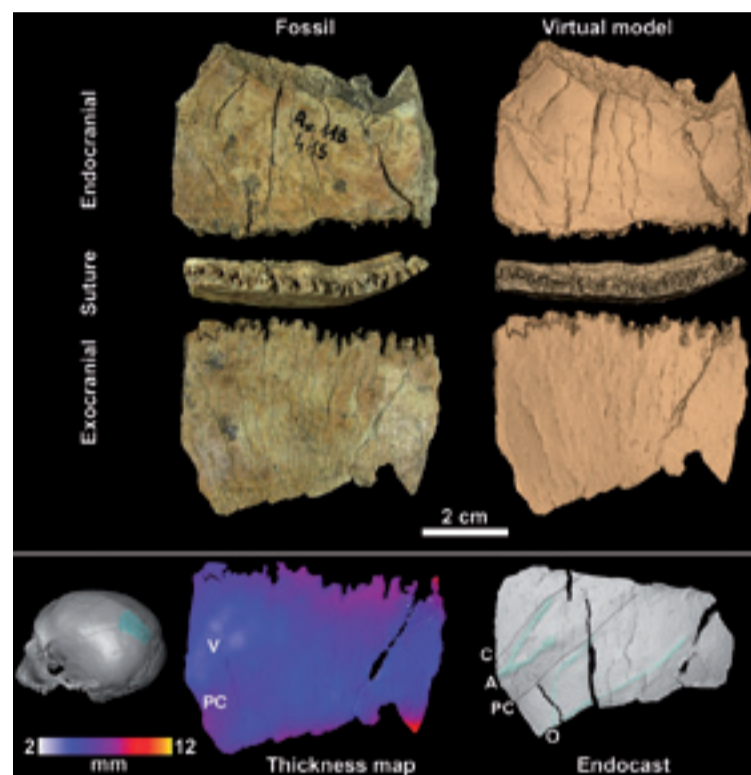 Fossil Virtual model
Endocranial
Suture
Exocranial
2 cm
V
PC
C
A
PC
O
2 12
mm
Thickness map
Endocast